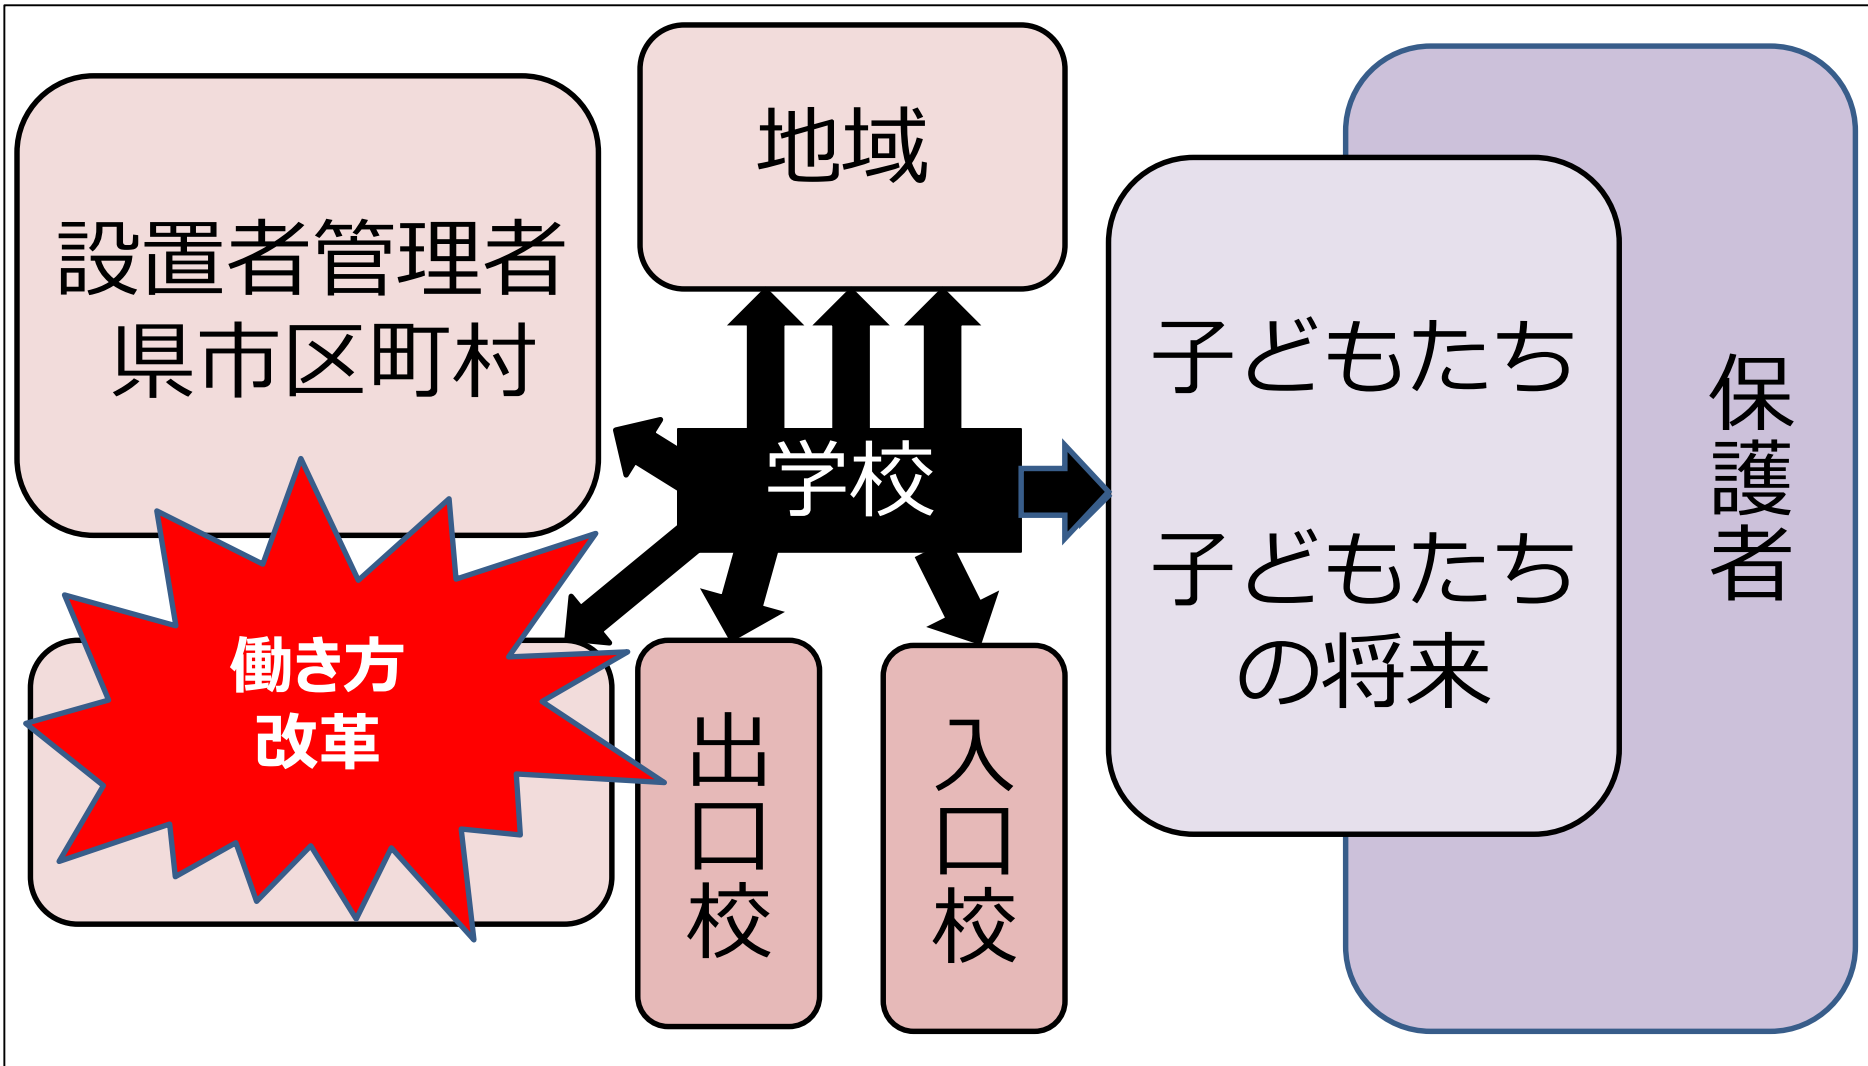 地域
設置者管理者
県市区町村
学校
子どもたち
子どもたち
の将来
保護者
働き方
改革
出口校
入口校